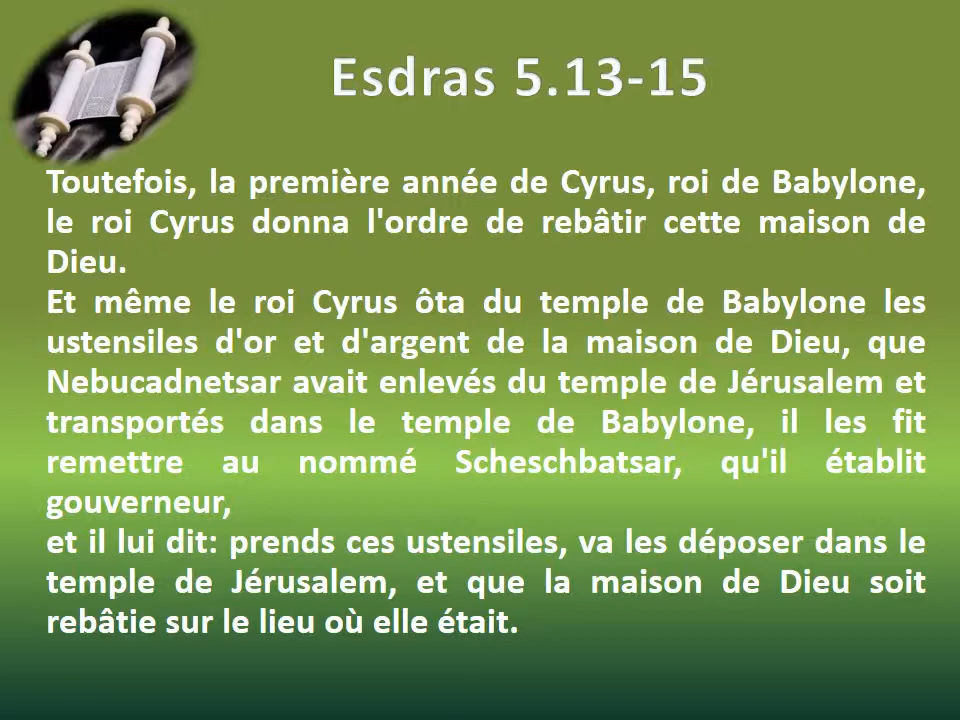 Esdras 5.13-15
Toutefois, la première année de Cyrus, roi de Babylone,
le roi Cyrus donna l'ordre de rebâtir cette maison de
Dieu.
Et même le roi Cyrus ôta du temple de Babylone les
ustensiles d'or et d'argent de la maison de Dieu, que
Nebucadnetsar avait enlevés du temple de Jérusalem et
transportés dans le temple de Babylone, il les fit
remettre au nommé Scheschbatsar, qu'il établit
gouverneur,
et il lui dit: prends ces ustensiles, va les déposer dans le
temple de Jérusalem, et que la maison de Dieu soit
rebâtie sur le lieu où elle était.